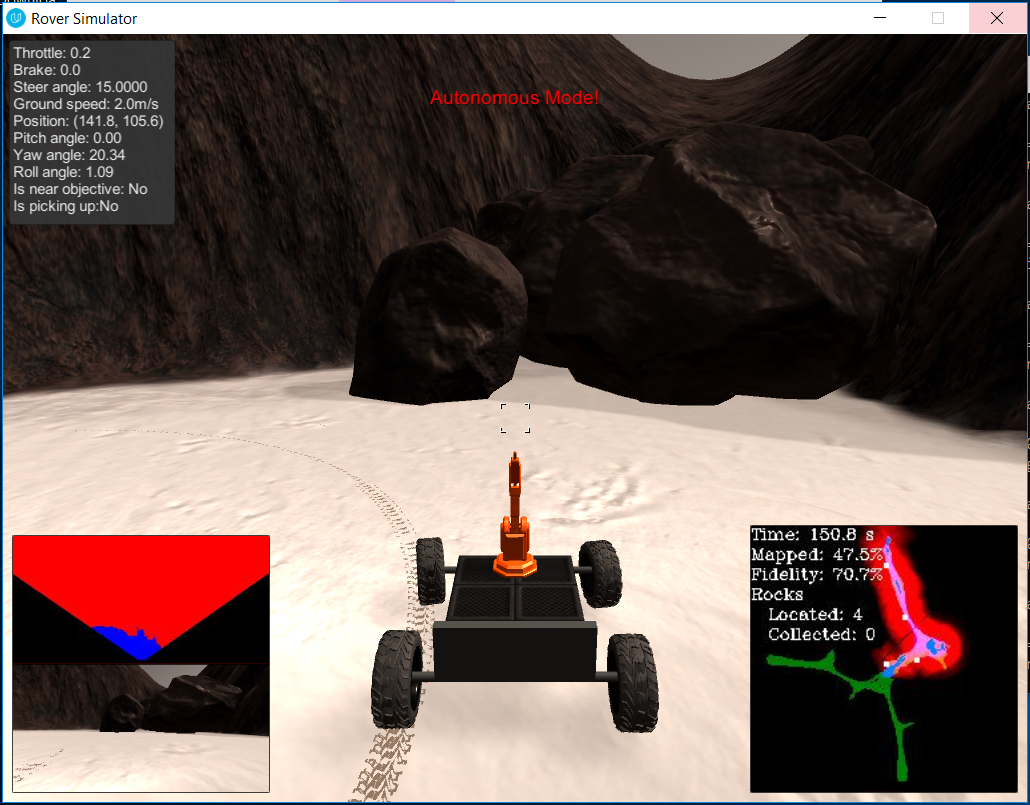 Rover Simulator
Throttle: 0.2
Brake: 0.0
Steer angle: 15.0000
Ground speed: 2.0m/s
Position: (141.8, 105.6)
Pitch angle: 0.00
Yaw angle: 20.34
Roll angle: 1.09
Is near objective: No
Is picking up:No
Autonomous Mode!
Time: 150.8 s
Mapped: 47.5%
Fidelity: 70.7%
Rocks
Located: 4
Collected: 0